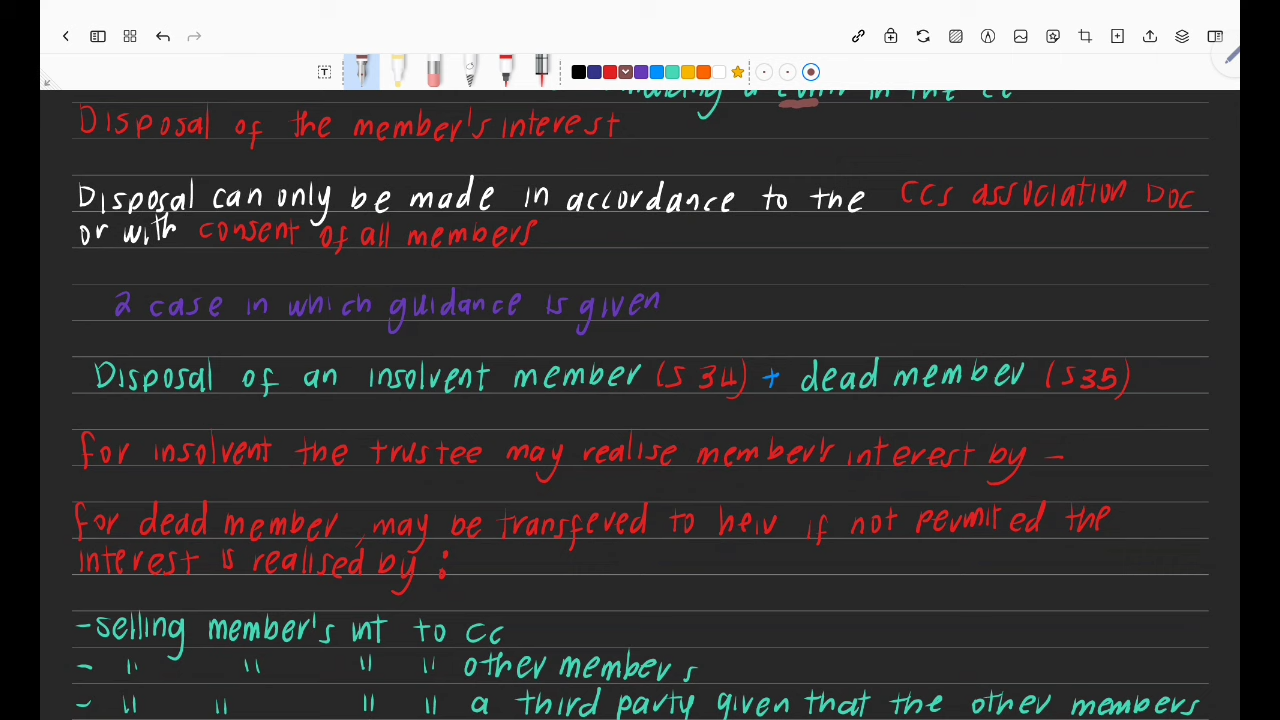 in the cc
Disposal of the member's interest
Disposal can only be made in accordance to the CCs association Doc
or with consent of all members
2 case in which guidance is given
Disposal of an insolvent member (S 34) + dead member (S35)
for insolvent the trustee may realise member's interest by -
for dead member, may be transfered to heir if not permited the
interest is realised by :
- selling member's int to cc
- " " " " other members
- " " " " a third party given that the other members